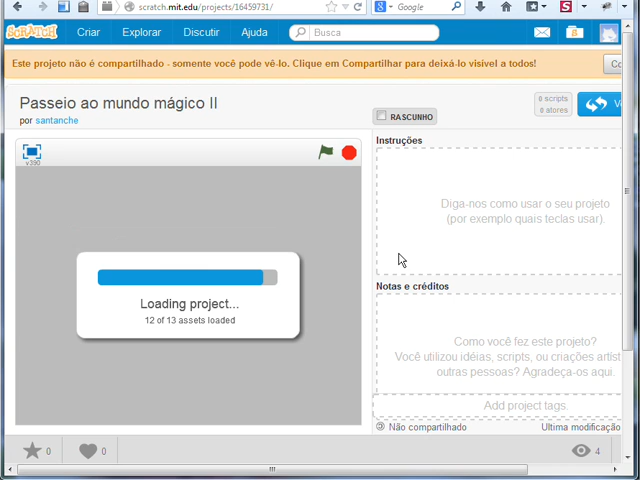 scratch.mit.edu/projects/16459731/
Google
SCRATCH
Criar
Explorar
Discutir
Ajuda
Busca
Este projeto não é compartilhado - somente você pode vê-lo. Clique em Compartilhar para deixá-lo visivel a todos!
Co
Passeio ao mundo mágico II
por santanche
RASCUNHO
0 scripts
0 atores
v390
Instruções
Diga-nos como usar o seu projeto
(por exemplo quais teclas usar).
Loading project...
12 of 13 assets loaded
Notas e créditos
Como você fez este projeto?
Você utilizou idéias, scripts, ou criações artist
outras pessoas? Agradeça-os aqui.
Add project tags.
Não compartilhado
Ultima modificação
0
0
4